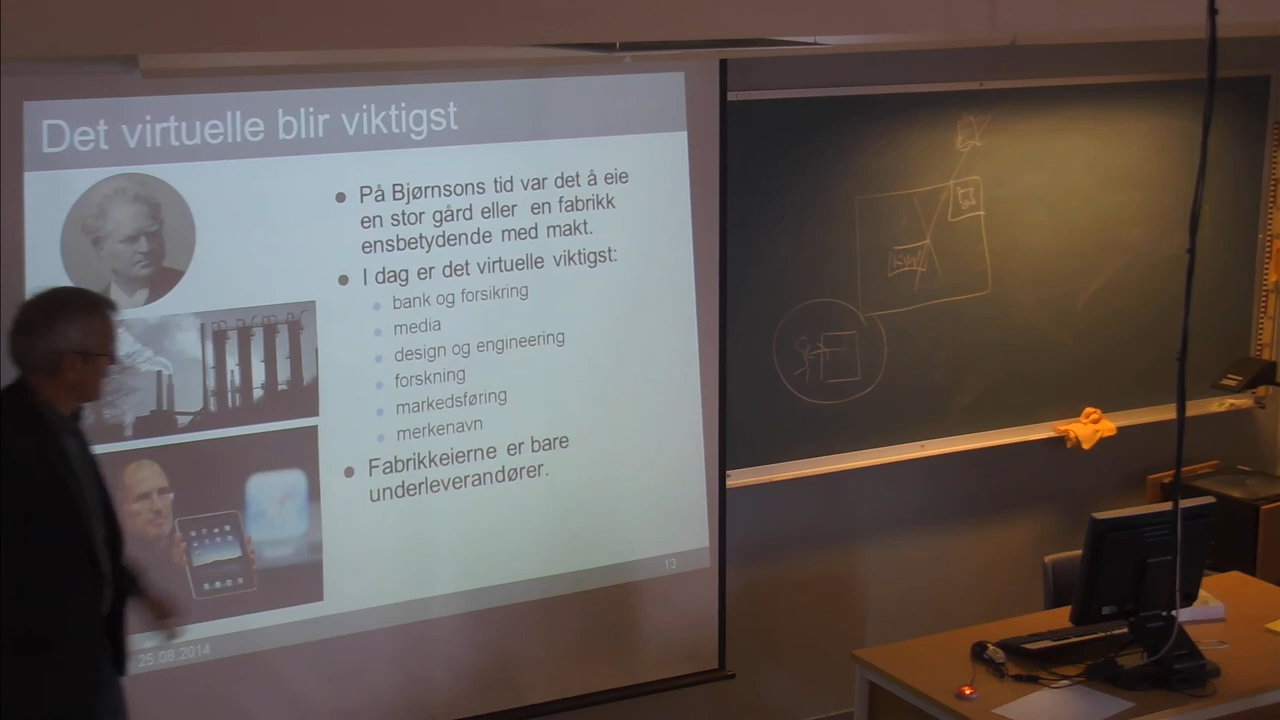 Det virtuelle blir viktigst
På Bjørnsons tid var det å eie
en stor gård eller en fabrikk
ensbetydende med makt.
I dag er det virtuelle viktigst:
bank og forsikring
media
design og engineering
forskning
markedsføring
merkenavn
Fabrikkeierne er bare
underleverandører.
13
25.08.2014